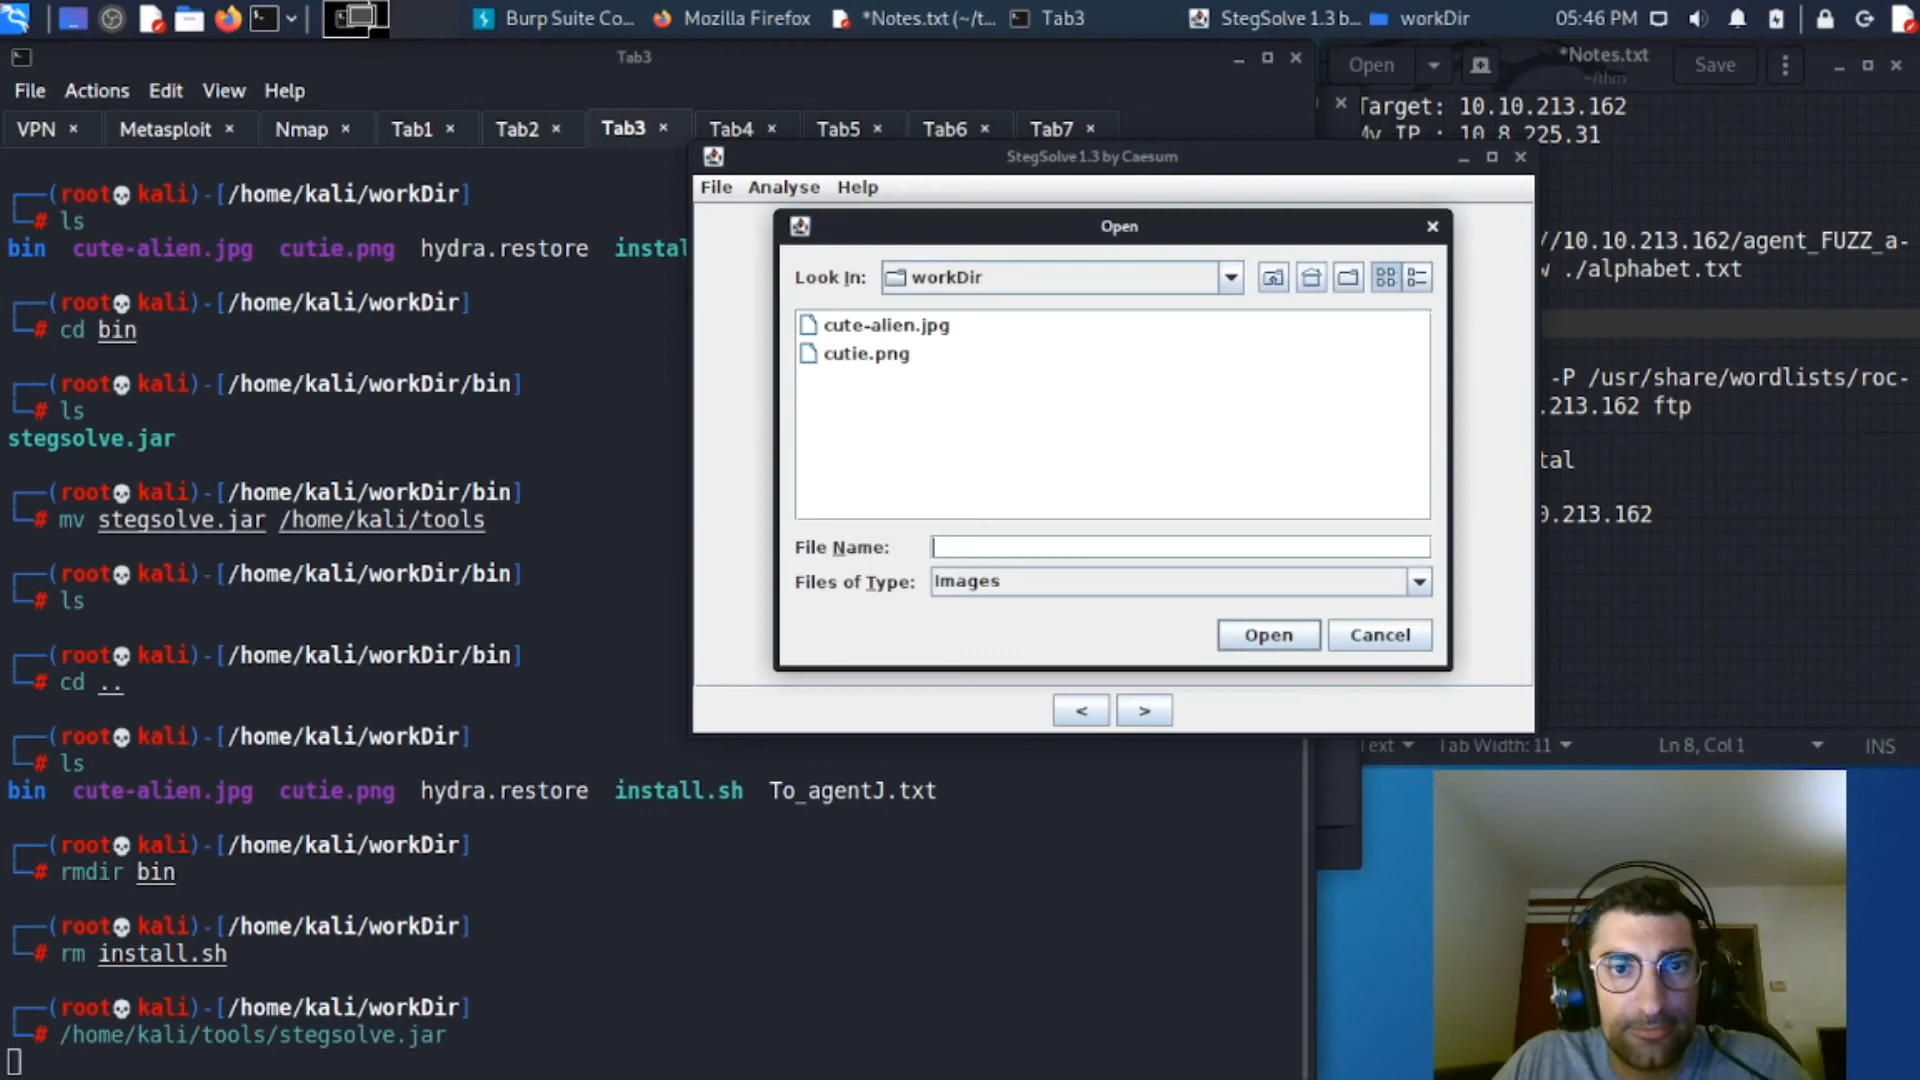 Burp Suite Co... Mozilla Firefox *Notes.txt (~/t... Tab3 StegSolve 1.3 b... workDir 05:46 PM
Tab3
File Actions Edit View Help
VPN × Metasploit × Nmap × Tab1 × Tab2 × Tab3 × Tab4 × Tab5 × Tab6 × Tab7 ×
┌──(root💀kali)-[/home/kali/workDir]
└─# ls
bin cute-alien.jpg cutie.png hydra.restore instal
┌──(root💀kali)-[/home/kali/workDir]
└─# cd bin
┌──(root💀kali)-[/home/kali/workDir/bin]
└─# ls
stegsolve.jar
┌──(root💀kali)-[/home/kali/workDir/bin]
└─# mv stegsolve.jar /home/kali/tools
┌──(root💀kali)-[/home/kali/workDir/bin]
└─# ls
┌──(root💀kali)-[/home/kali/workDir/bin]
└─# cd ..
┌──(root💀kali)-[/home/kali/workDir]
└─# ls
bin cute-alien.jpg cutie.png hydra.restore install.sh To_agentJ.txt
┌──(root💀kali)-[/home/kali/workDir]
└─# rmdir bin
┌──(root💀kali)-[/home/kali/workDir]
└─# rm install.sh
┌──(root💀kali)-[/home/kali/workDir]
└─# /home/kali/tools/stegsolve.jar
StegSolve 1.3 by Caesum
File Analyse Help
Open
Look In: workDir
cute-alien.jpg
cutie.png
File Name:
Files of Type: Images
Open Cancel
< >
Open *Notes.txt Save
~/thm
Target: 10.10.213.162
My IP : 10.8.225.31
//10.10.213.162/agent_FUZZ_a-
w ./alphabet.txt
-P /usr/share/wordlists/roc-
.213.162 ftp
tal
0.213.162
Text Tab Width: 11 Ln 8, Col 1 INS